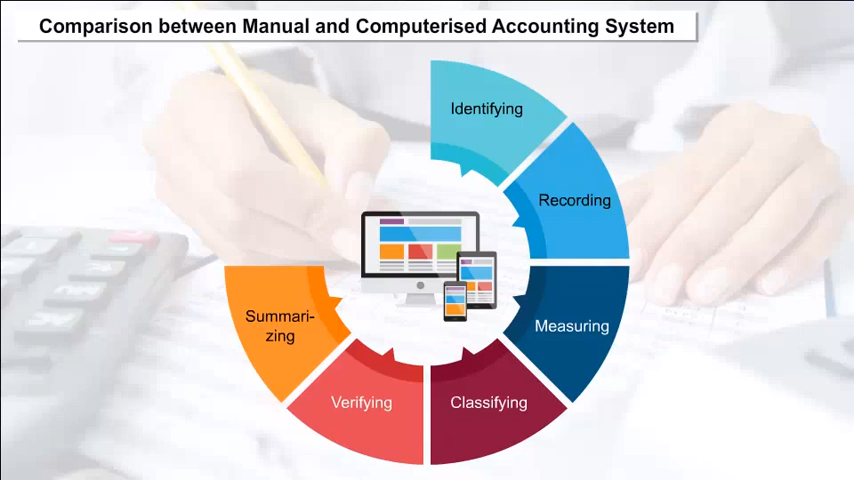 Comparison between Manual and Computerised Accounting System
Identifying
Recording
Measuring
Classifying
Verifying
Summari-
zing